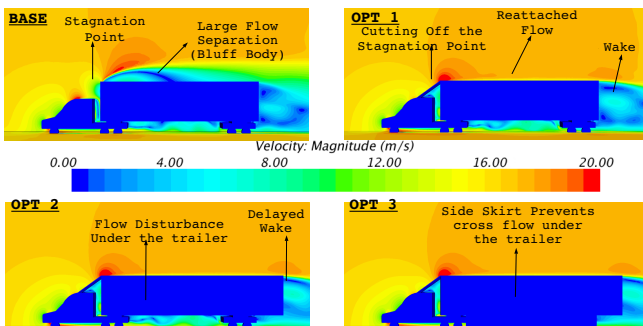 BASE
Stagnation
Point
Large Flow
Separation
(Bluff Body)
OPT 1
Cutting Off the
Stagnation Point
Reattached
Flow
Wake
Velocity: Magnitude (m/s)
0.00 4.00 8.00 12.00 16.00 20.00
OPT 2
Flow Disturbance
Under the trailer
Delayed
Wake
OPT 3
Side Skirt Prevents
cross flow under
the trailer